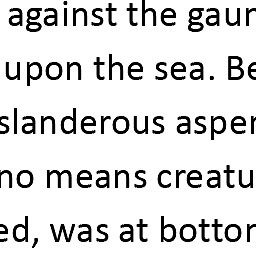 against the gaun
upon the sea. Be
slanderous asper
no means creatu
ed, was at bottor